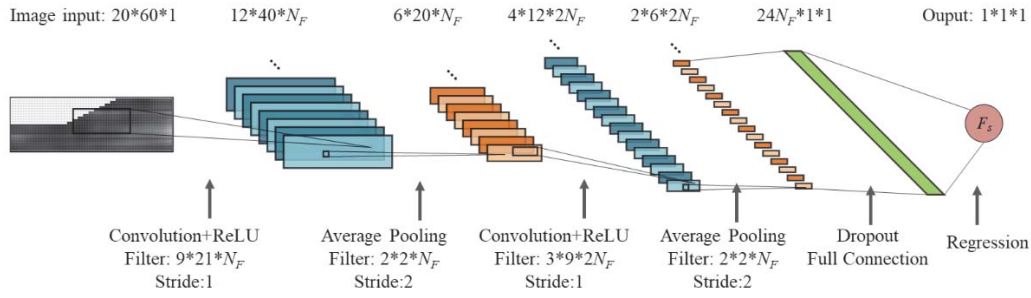 Image input: 20*60*1
12*40*N_F
6*20*N_F
4*12*2N_F
2*6*2N_F
24N_F*1*1
Ouput: 1*1*1
F_s
Convolution+ReLU
Filter: 9*21*N_F
Stride:1
Average Pooling
Filter: 2*2*N_F
Stride:2
Convolution+ReLU
Filter: 3*9*2N_F
Stride:1
Average Pooling
Filter: 2*2*N_F
Stride:2
Dropout
Full Connection
Regression